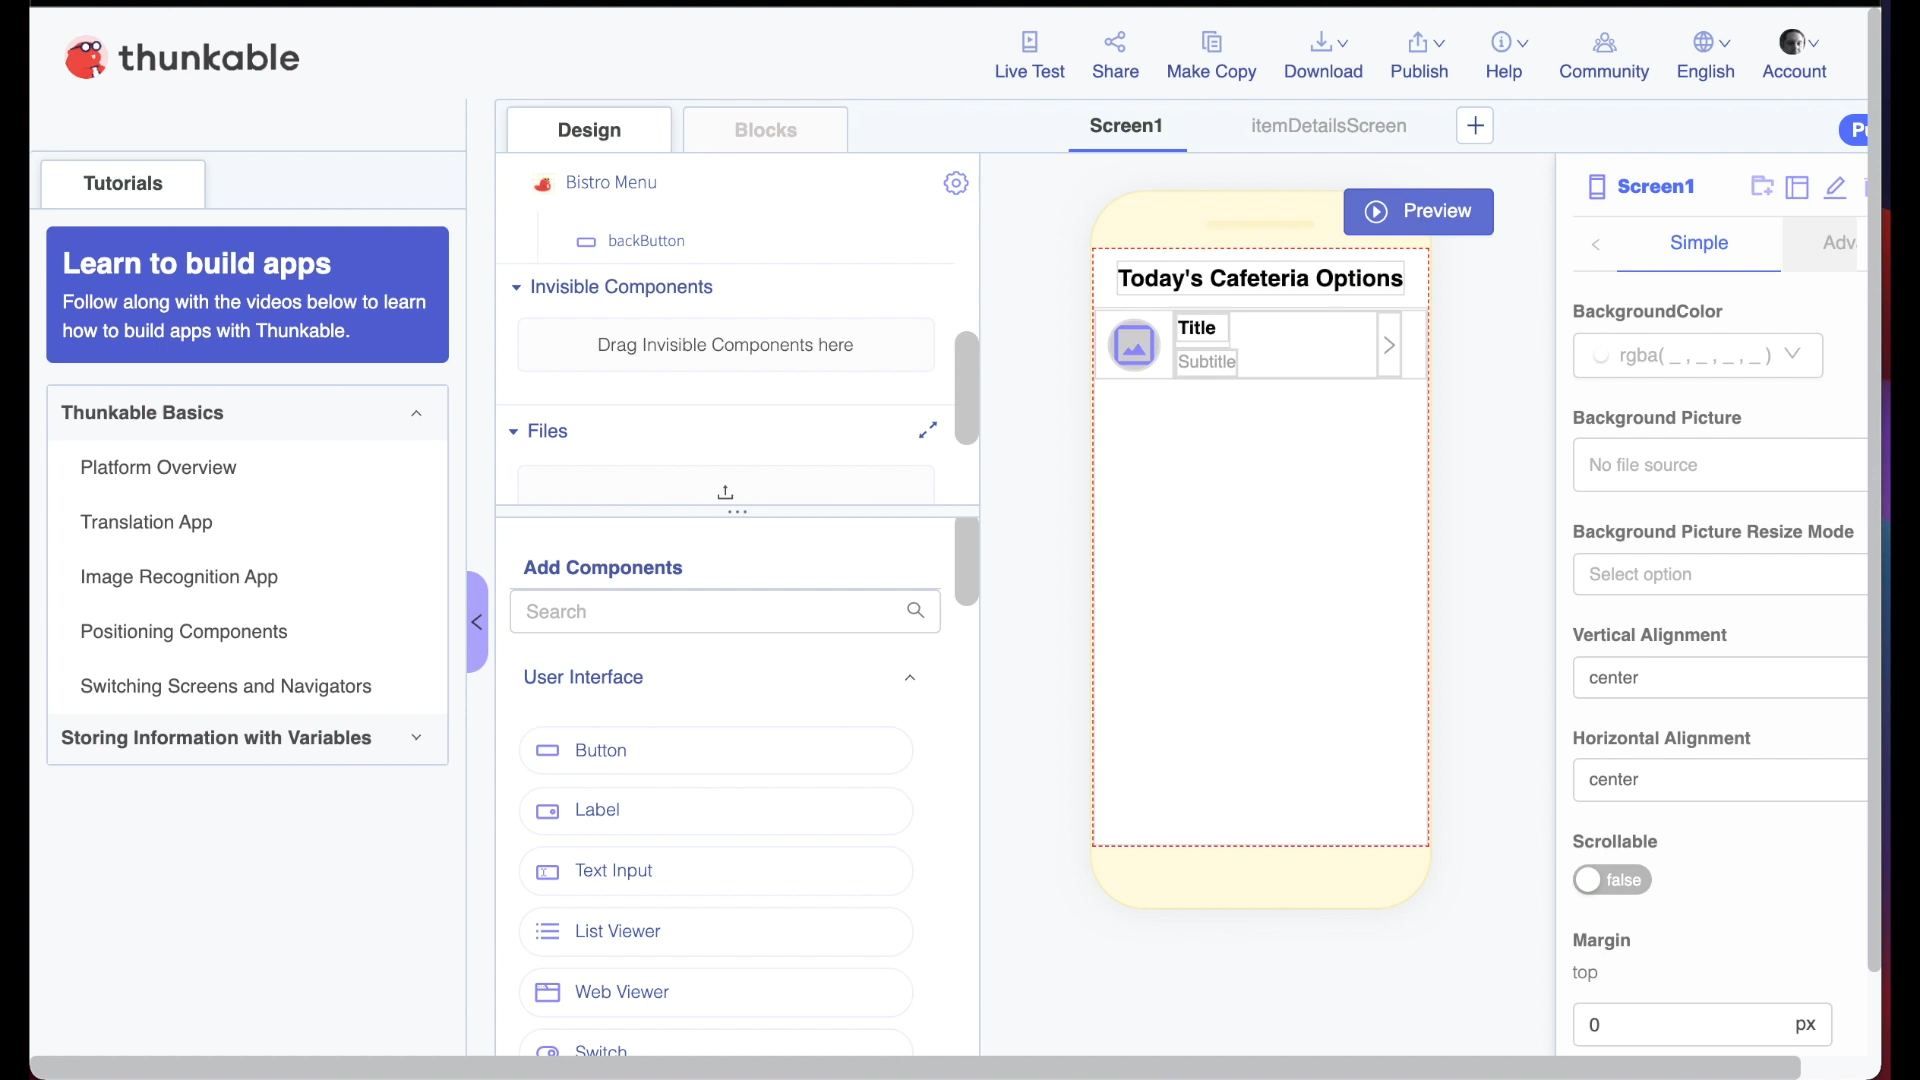 thunkable
Live Test
Share
Make Copy
Download
Publish
Help
Community
English
Account
Design
Blocks
Screen1
itemDetailsScreen
Tutorials
Learn to build apps
Follow along with the videos below to learn
how to build apps with Thunkable.
Thunkable Basics
Platform Overview
Translation App
Image Recognition App
Positioning Components
Switching Screens and Navigators
Storing Information with Variables
Bistro Menu
backButton
Invisible Components
Drag Invisible Components here
Files
Add Components
Search
User Interface
Button
Label
Text Input
List Viewer
Web Viewer
Switch
Preview
Today's Cafeteria Options
Title
Subtitle
Screen1
Simple
BackgroundColor
rgba( _ , _ , _ , _ )
Background Picture
No file source
Background Picture Resize Mode
Select option
Vertical Alignment
center
Horizontal Alignment
center
Scrollable
false
Margin
top
0 px